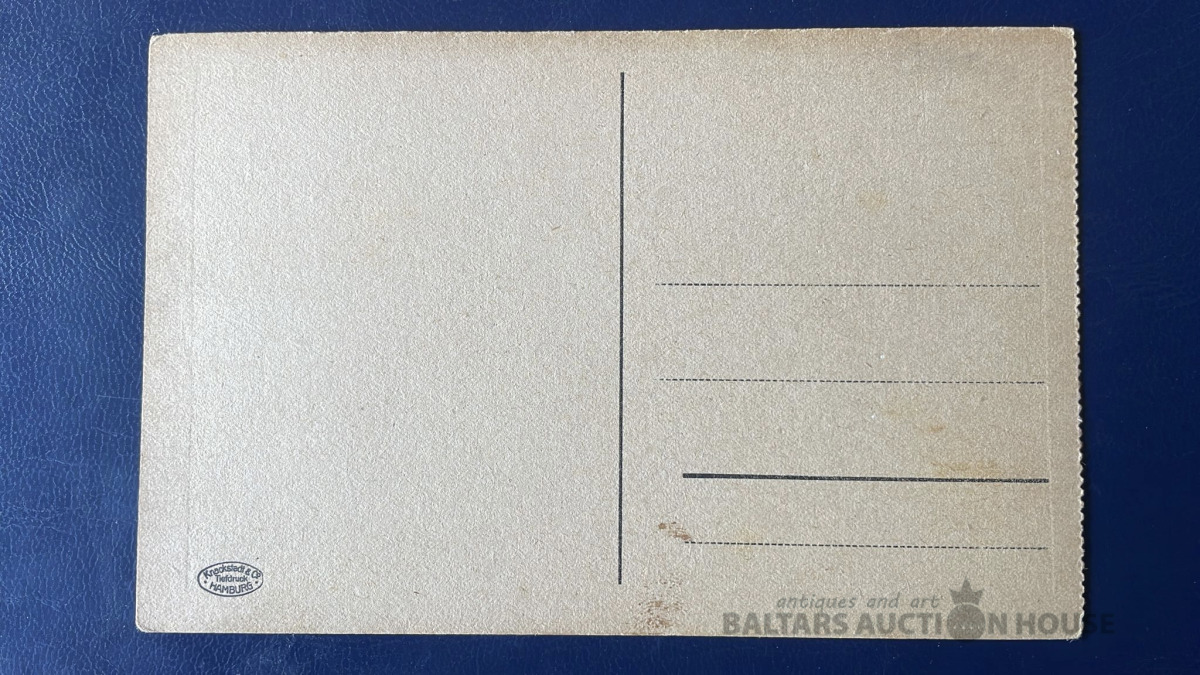 Knackstedt & Co
Tiefdruck
HAMBURG
antiques and art
BALTARS AUCTION HOUSE